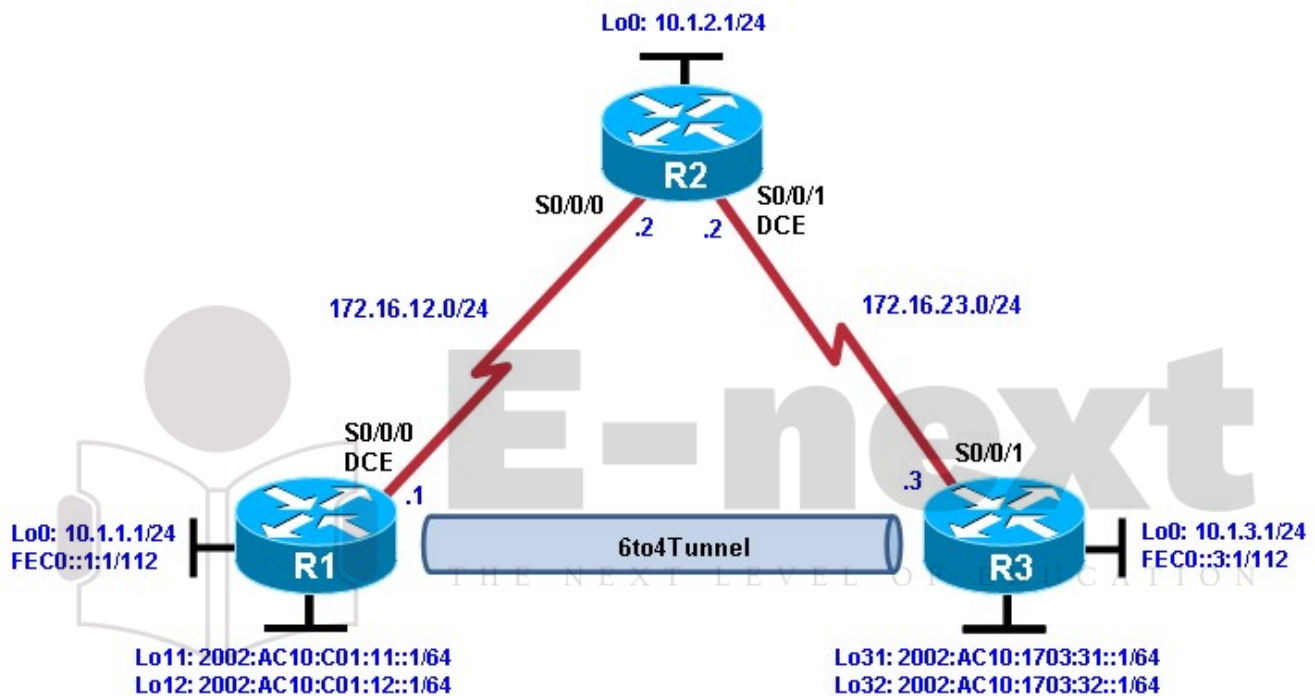 Lo0: 10.1.2.1/24
R2
S0/0/0
S0/0/1
DCE
.2
.2
172.16.12.0/24
172.16.23.0/24
E-next
S0/0/0
DCE
S0/0/1
.1
.3
Lo0: 10.1.1.1/24
FEC0::1:1/112
R1
6to4Tunnel
R3
Lo0: 10.1.3.1/24
FEC0::3:1/112
THE NEXT LEVEL OF EDUCATION
Lo11: 2002:AC10:C01:11::1/64
Lo12: 2002:AC10:C01:12::1/64
Lo31: 2002:AC10:1703:31::1/64
Lo32: 2002:AC10:1703:32::1/64